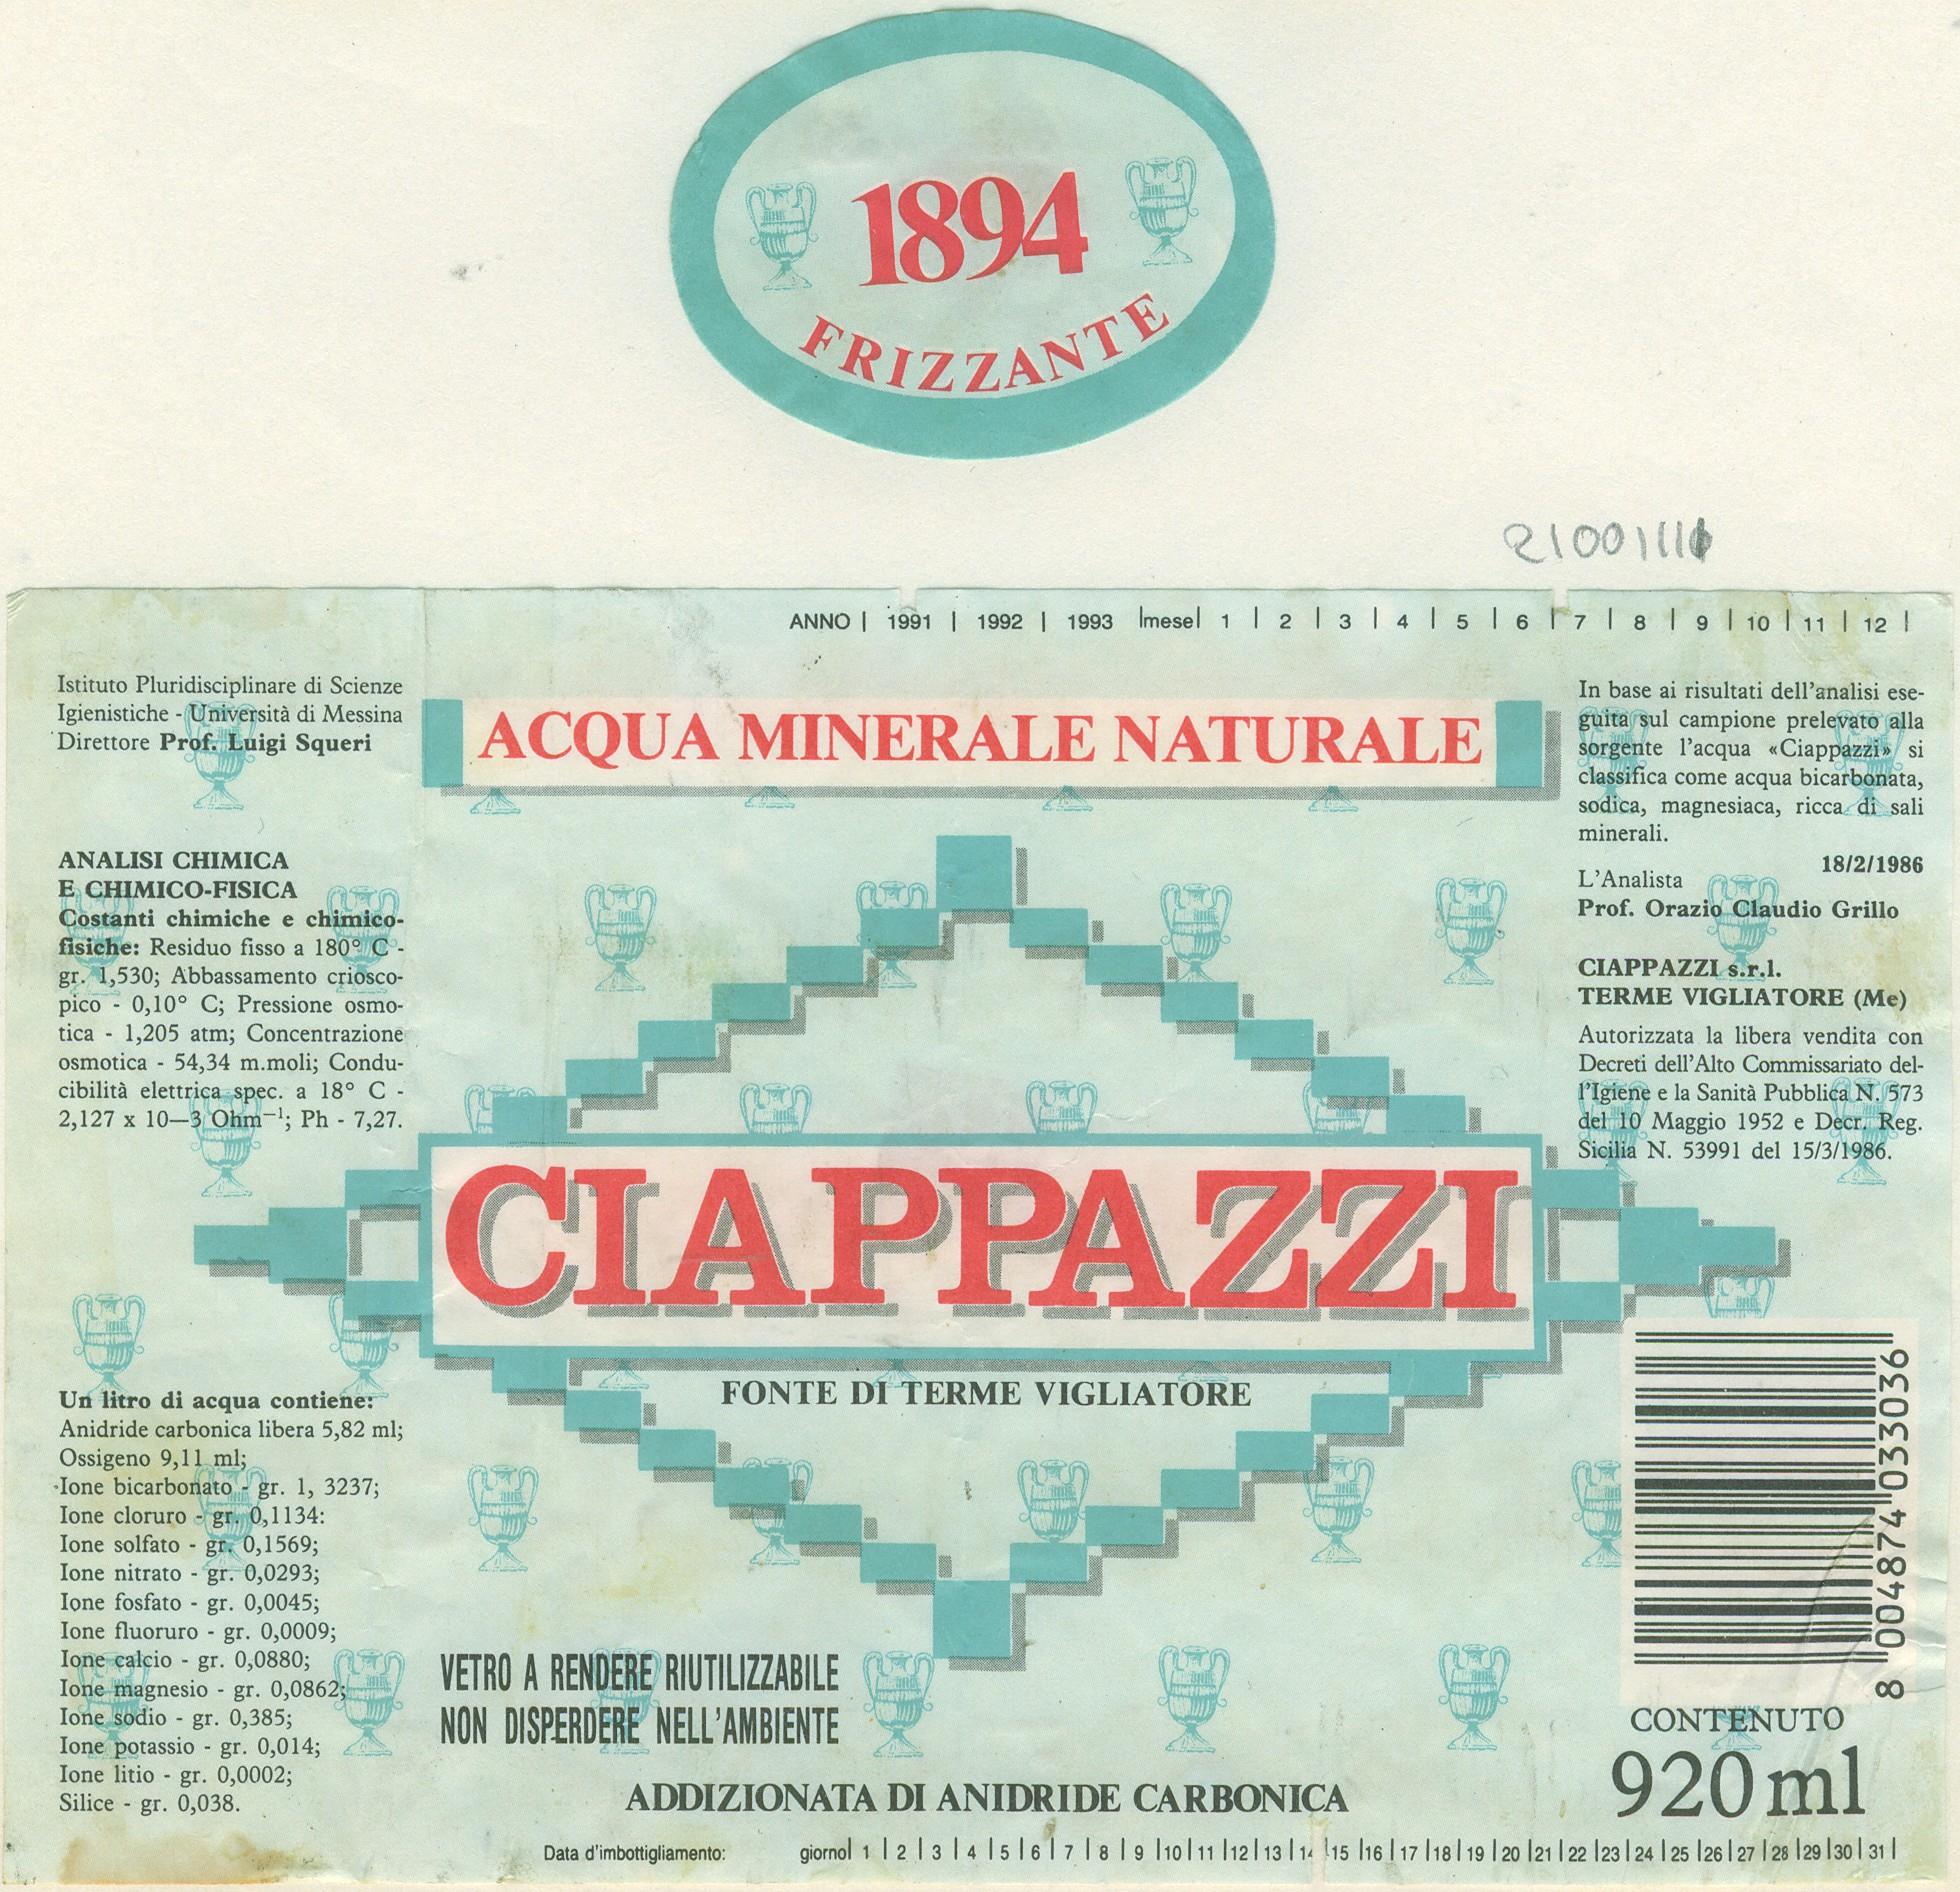 1894
FRIZZANTE
21001111
ANNO | 1991 | 1992 | 1993 |mese| 1 | 2 | 3 | 4 | 5 | 6 | 7 | 8 | 9 | 10 | 11 | 12 |
Istituto Pluridisciplinare di Scienze
Igienistiche - Università di Messina
Direttore Prof. Luigi Squeri
ANALISI CHIMICA
E CHIMICO-FISICA
Costanti chimiche e chimico-
fisiche: Residuo fisso a 180° C -
gr. 1,530; Abbassamento criosco-
pico - 0,10° C; Pressione osmo-
tica - 1,205 atm; Concentrazione
osmotica - 54,34 m.moli; Condu-
cibilità elettrica spec. a 18° C -
2,127 x 10—3 Ohm—¹; Ph - 7,27.
Un litro di acqua contiene:
Anidride carbonica libera 5,82 ml;
Ossigeno 9,11 ml;
Ione bicarbonato - gr. 1, 3237;
Ione cloruro - gr. 0,1134:
Ione solfato - gr. 0,1569;
Ione nitrato - gr. 0,0293;
Ione fosfato - gr. 0,0045;
Ione fluoruro - gr. 0,0009;
Ione calcio - gr. 0,0880;
Ione magnesio - gr. 0,0862;
Ione sodio - gr. 0,385;
Ione potassio - gr. 0,014;
Ione litio - gr. 0,0002;
Silice - gr. 0,038.
ACQUA MINERALE NATURALE
CIAPPAZZI
FONTE DI TERME VIGLIATORE
VETRO A RENDERE RIUTILIZZABILE
NON DISPERDERE NELL'AMBIENTE
ADDIZIONATA DI ANIDRIDE CARBONICA
In base ai risultati dell'analisi ese-
guita sul campione prelevato alla
sorgente l'acqua «Ciappazzi» si
classifica come acqua bicarbonata,
sodica, magnesiaca, ricca di sali
minerali.
18/2/1986
L'Analista
Prof. Orazio Claudio Grillo
CIAPPAZZI s.r.l.
TERME VIGLIATORE (Me)
Autorizzata la libera vendita con
Decreti dell'Alto Commissariato del-
l'Igiene e la Sanità Pubblica N. 573
del 10 Maggio 1952 e Decr. Reg.
Sicilia N. 53991 del 15/3/1986.
8 004874 033036
CONTENUTO
920 ml
Data d'imbottigliamento: giorno| 1 | 2 | 3 | 4 | 5 | 6 | 7 | 8 | 9 |10 |11 |12 |13 | 14 |15 |16 |17 |18 |19 |20 |21 |22 |23 |24 |25 |26 |27 |28 |29 |30 |31 |